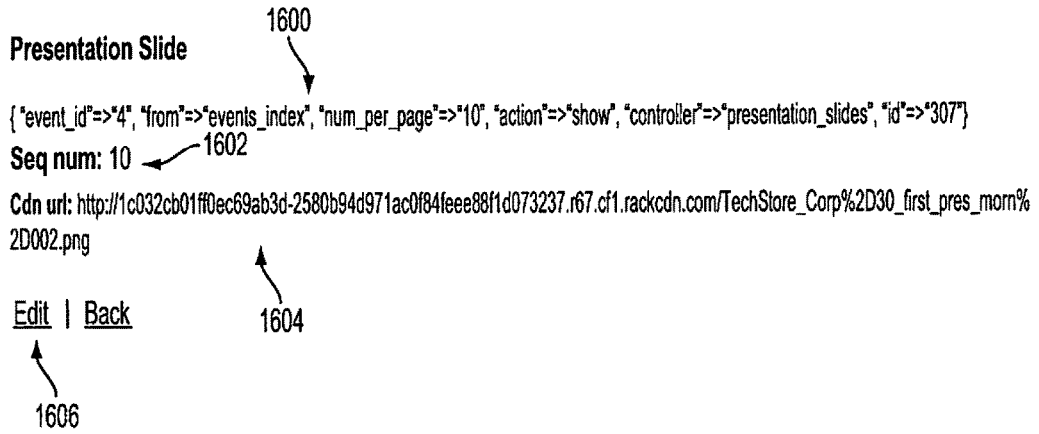 1600
Presentation Slide
{ "event_id"=>"4", "from"=>"events_index", "num_per_page"=>"10", "action"=>"show", "controller"=>"presentation_slides", "id"=>"307"}
Seq num: 10
1602
Cdn url: http://1c032cb01ff0ec69ab3d-2580b94d971ac0f84feee88f1d073237.r67.cf1.rackcdn.com/TechStore_Corp%2D30_first_pres_morn%
2D002.png
Edit | Back
1604
1606